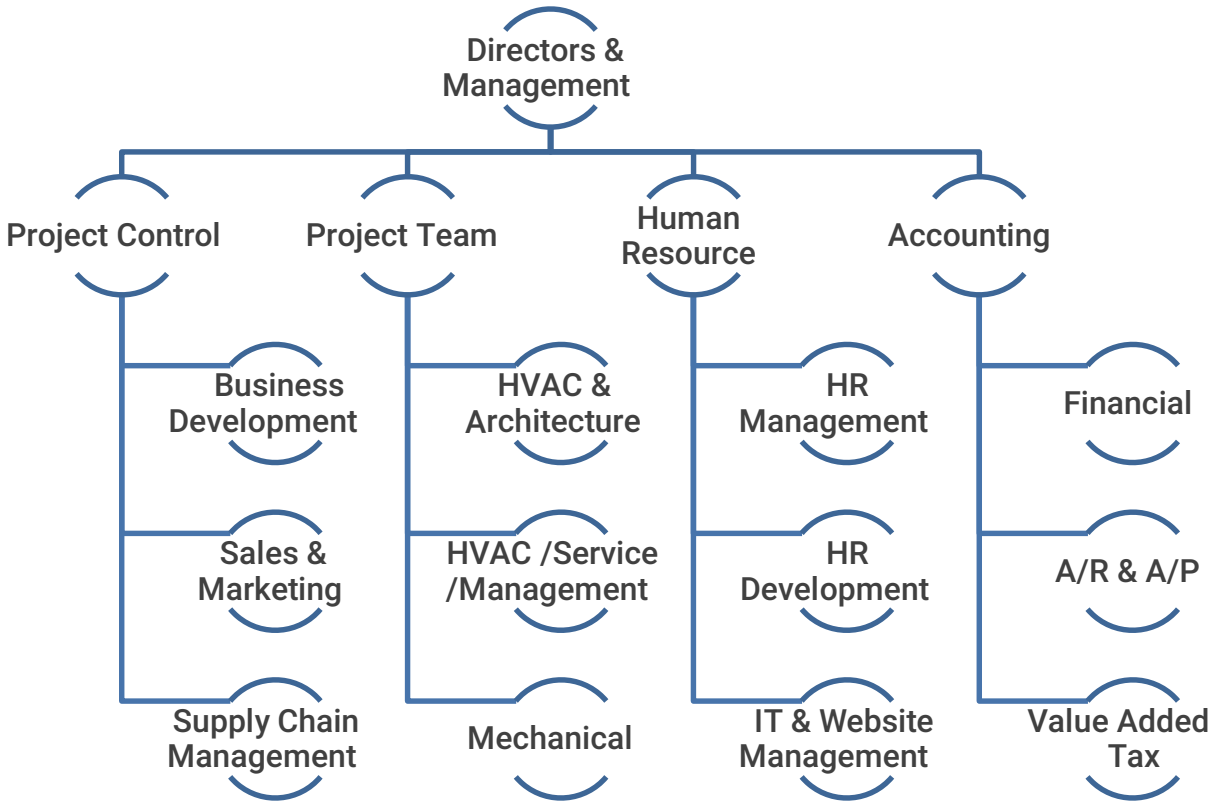 Directors &
Management
Project Control
Project Team
Human
Resource
Accounting
Business
Development
HVAC &
Architecture
HR
Management
Financial
Sales &
Marketing
HVAC /Service
/Management
HR
Development
A/R & A/P
Supply Chain
Management
Mechanical
IT & Website
Management
Value Added
Tax